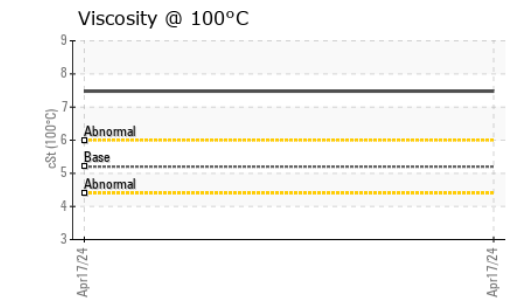 Viscosity @ 100°C
cSt (100°C)
9
8
7
Abnormal
6
Base
5
Abnormal
4
3
Apr17/24
Apr17/24